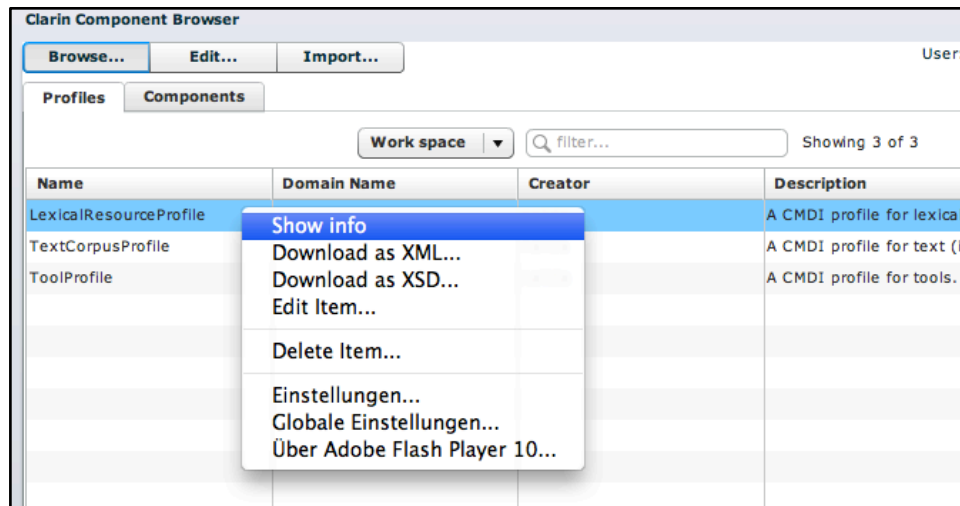 Clarin Component Browser
Browse... Edit... Import... User:
Profiles Components
Work space filter... Showing 3 of 3
Name Domain Name Creator Description
LexicalResourceProfile A CMDI profile for lexical
TextCorpusProfile A CMDI profile for text (i
ToolProfile A CMDI profile for tools.
Show info
Download as XML...
Download as XSD...
Edit Item...
Delete Item...
Einstellungen...
Globale Einstellungen...
Über Adobe Flash Player 10...